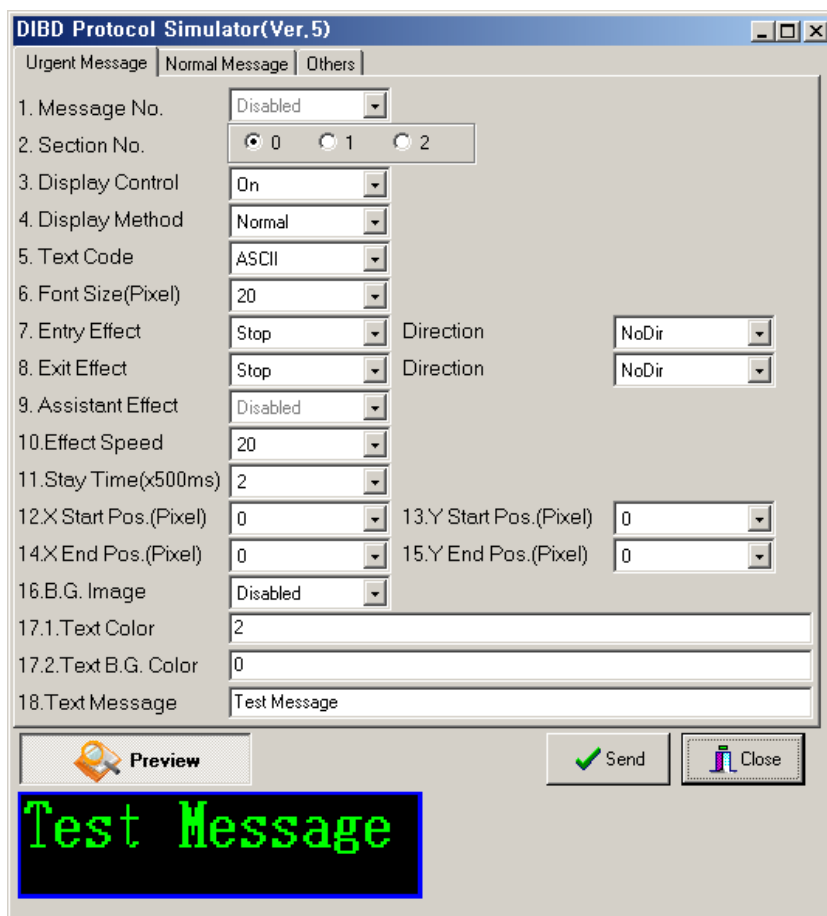 DIBD Protocol Simulator(Ver.5)
Urgent Message Normal Message Others
1. Message No. Disabled
2. Section No. 0 1 2
3. Display Control On
4. Display Method Normal
5. Text Code ASCII
6. Font Size(Pixel) 20
7. Entry Effect Stop Direction NoDir
8. Exit Effect Stop Direction NoDir
9. Assistant Effect Disabled
10.Effect Speed 20
11.Stay Time(x500ms) 2
12.X Start Pos.(Pixel) 0 13.Y Start Pos.(Pixel) 0
14.X End Pos.(Pixel) 0 15.Y End Pos.(Pixel) 0
16.B.G. Image Disabled
17.1.Text Color 2
17.2.Text B.G. Color 0
18.Text Message Test Message
Preview Send Close
Test Message